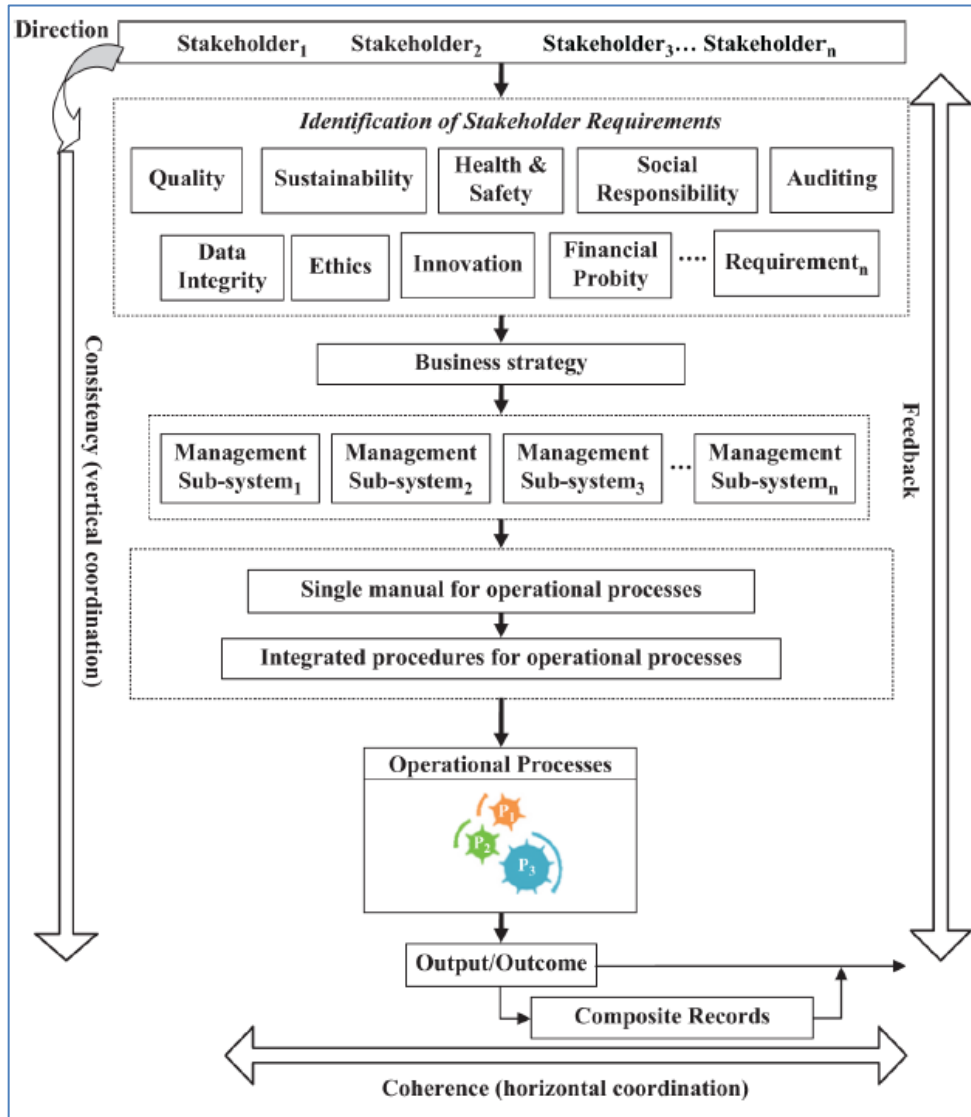 Direction
Stakeholder₁ Stakeholder₂ Stakeholder₃... Stakeholderₙ
Identification of Stakeholder Requirements
Quality
Sustainability
Health &
Safety
Social
Responsibility
Auditing
Data
Integrity
Ethics
Innovation
Financial
Probity
....
Requirementₙ
Business strategy
Management
Sub-system₁
Management
Sub-system₂
Management
Sub-system₃
...
Management
Sub-systemₙ
Single manual for operational processes
Integrated procedures for operational processes
Operational Processes
P₁
P₂
P₃
Output/Outcome
Composite Records
Consistency (vertical coordination)
Feedback
Coherence (horizontal coordination)